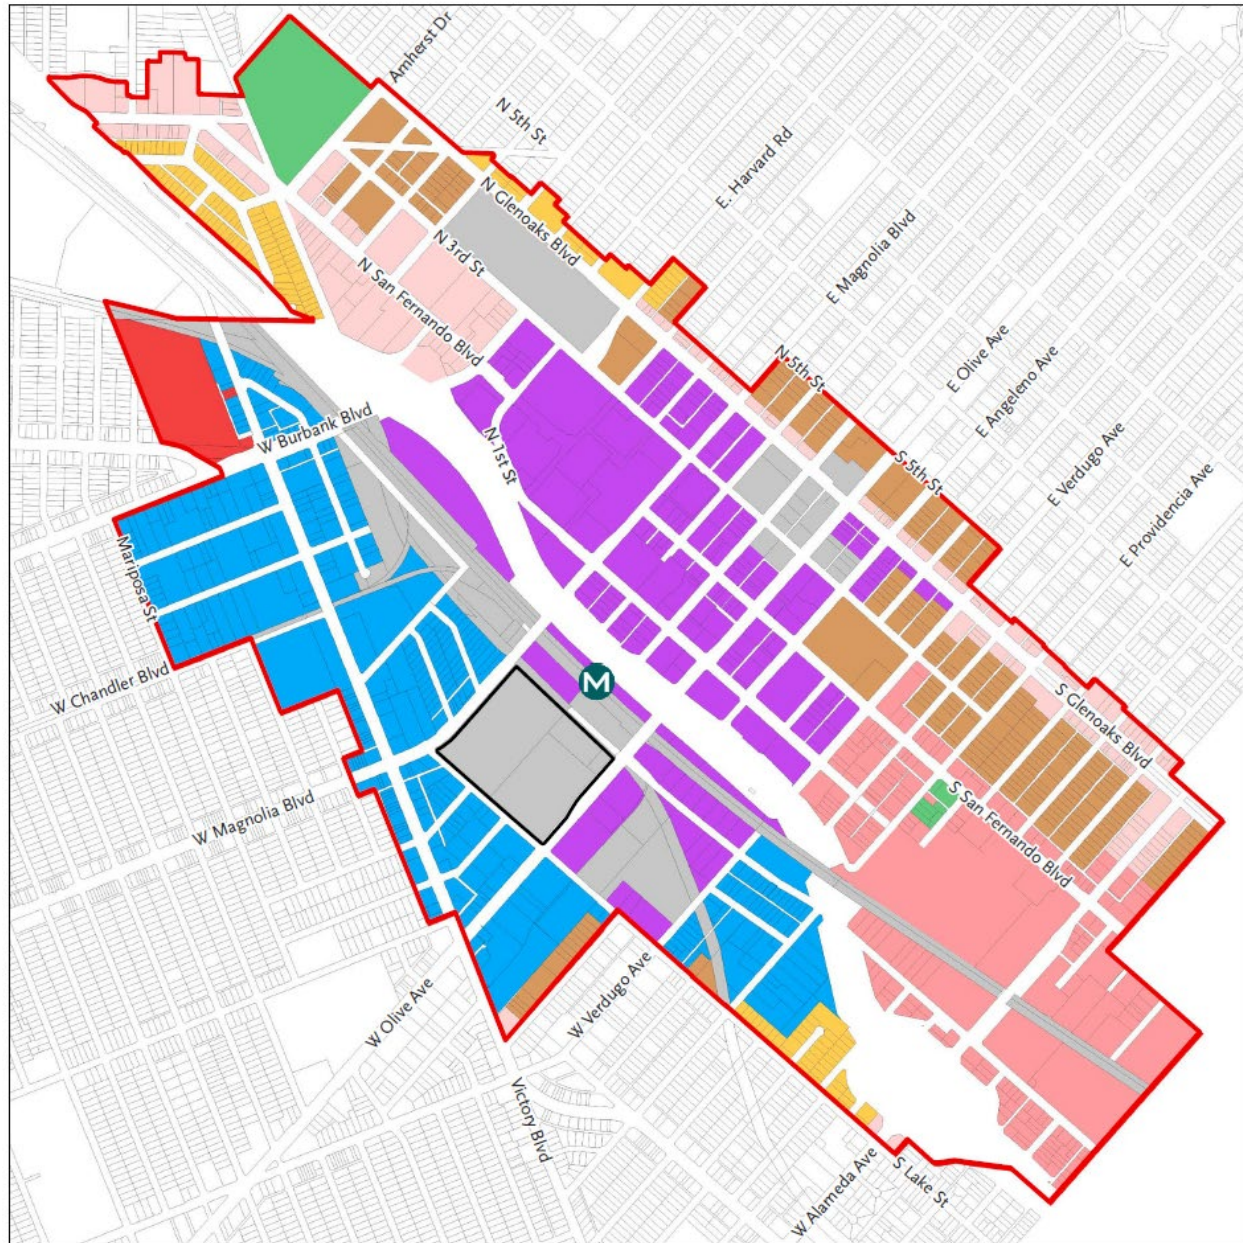 Amherst Dr
N 5th St
E. Harvard Rd
N Glenoaks Blvd
E Magnolia Blvd
N 3rd St
N San Fernando Blvd
N 5th St
E Olive Ave
E Angeleno Ave
W Burbank Blvd
N 1st St
S 5th St
E Verdugo Ave
E Providencia Ave
Mariposa St
W Chandler Blvd
M
S Glenoaks Blvd
W Magnolia Blvd
S San Fernando Blvd
W Olive Ave
W Verdugo Ave
Victory Blvd
W Alameda Ave
S Lake St